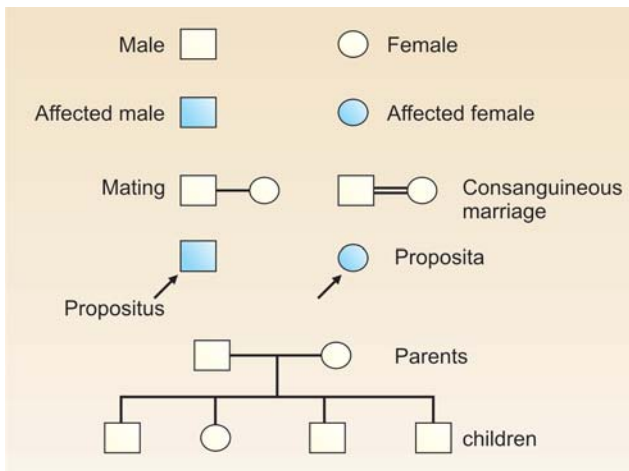 Male
Female
Affected male
Affected female
Mating
Consanguineous
marriage
Proposita
Propositus
Parents
children